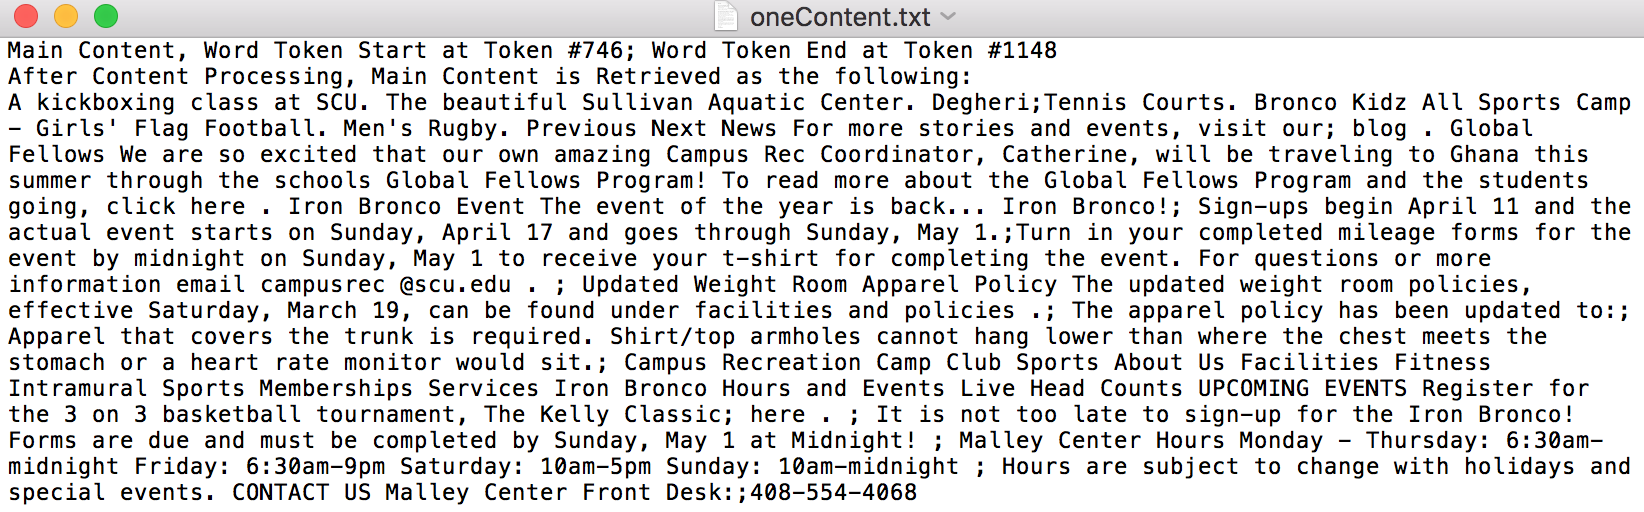 oneContent.txt
Main Content, Word Token Start at Token #746; Word Token End at Token #1148
After Content Processing, Main Content is Retrieved as the following:
A kickboxing class at SCU. The beautiful Sullivan Aquatic Center. Degheri;Tennis Courts. Bronco Kidz All Sports Camp
– Girls' Flag Football. Men's Rugby. Previous Next News For more stories and events, visit our; blog . Global
Fellows We are so excited that our own amazing Campus Rec Coordinator, Catherine, will be traveling to Ghana this
summer through the schools Global Fellows Program! To read more about the Global Fellows Program and the students
going, click here . Iron Bronco Event The event of the year is back... Iron Bronco!; Sign-ups begin April 11 and the
actual event starts on Sunday, April 17 and goes through Sunday, May 1.;Turn in your completed mileage forms for the
event by midnight on Sunday, May 1 to receive your t-shirt for completing the event. For questions or more
information email campusrec @scu.edu . ; Updated Weight Room Apparel Policy The updated weight room policies,
effective Saturday, March 19, can be found under facilities and policies .; The apparel policy has been updated to:;
Apparel that covers the trunk is required. Shirt/top armholes cannot hang lower than where the chest meets the
stomach or a heart rate monitor would sit.; Campus Recreation Camp Club Sports About Us Facilities Fitness
Intramural Sports Memberships Services Iron Bronco Hours and Events Live Head Counts UPCOMING EVENTS Register for
the 3 on 3 basketball tournament, The Kelly Classic; here . ; It is not too late to sign-up for the Iron Bronco!
Forms are due and must be completed by Sunday, May 1 at Midnight! ; Malley Center Hours Monday – Thursday: 6:30am-
midnight Friday: 6:30am-9pm Saturday: 10am-5pm Sunday: 10am-midnight ; Hours are subject to change with holidays and
special events. CONTACT US Malley Center Front Desk:;408-554-4068